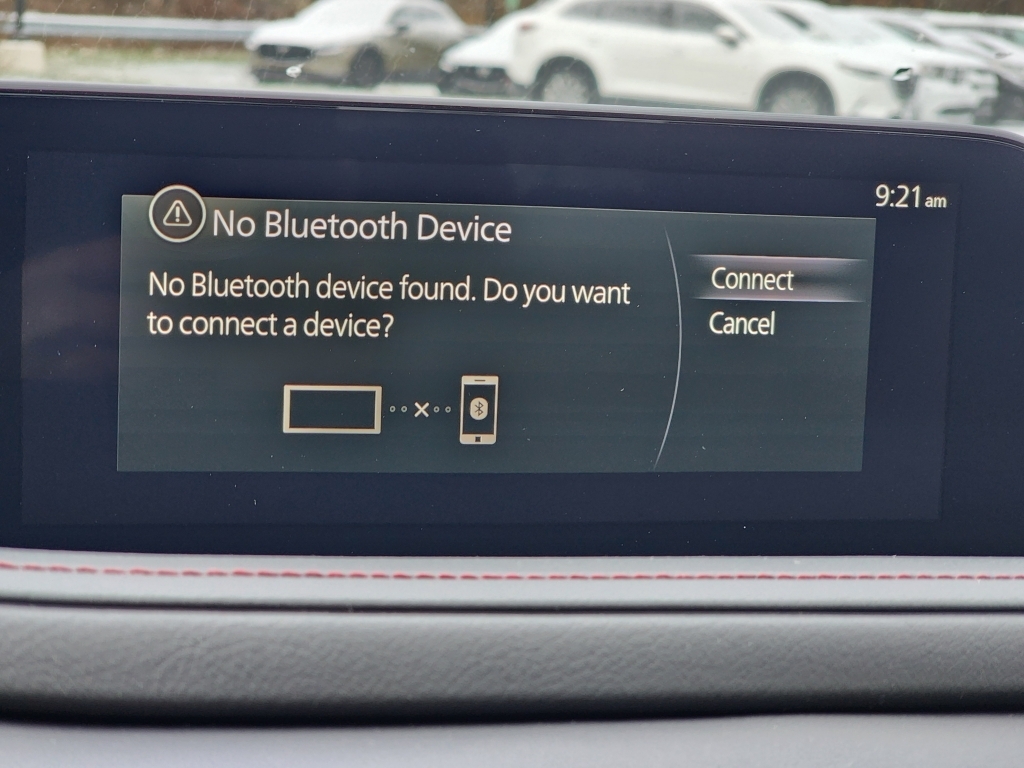 9:21 am
No Bluetooth Device
No Bluetooth device found. Do you want
to connect a device?
Connect
Cancel